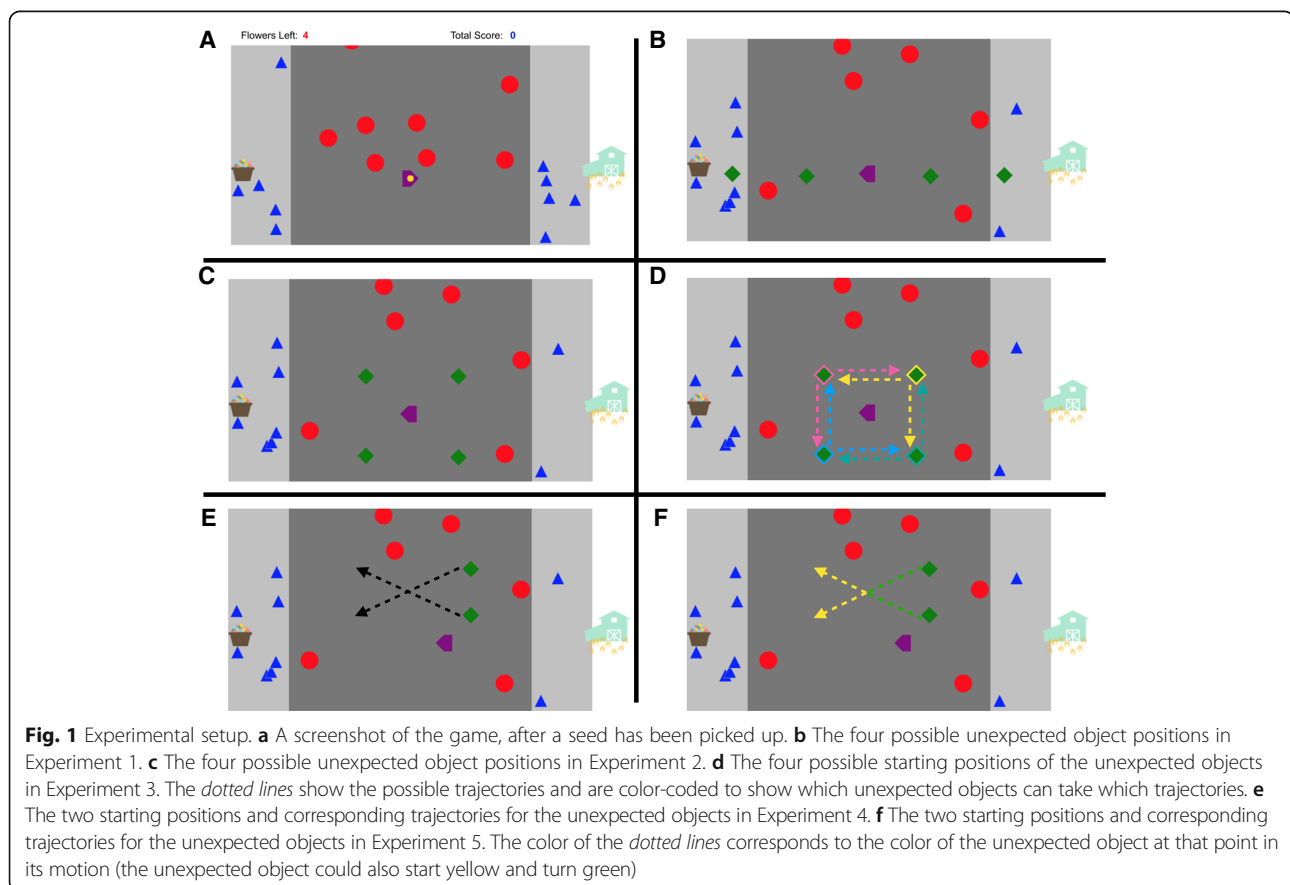 A
Flowers Left: 4
Total Score: 0
B
C
D
E
F
Fig. 1 Experimental setup. a A screenshot of the game, after a seed has been picked up. b The four possible unexpected object positions in
Experiment 1. c The four possible unexpected object positions in Experiment 2. d The four possible starting positions of the unexpected objects
in Experiment 3. The dotted lines show the possible trajectories and are color-coded to show which unexpected objects can take which trajectories. e
The two starting positions and corresponding trajectories for the unexpected objects in Experiment 4. f The two starting positions and corresponding
trajectories for the unexpected objects in Experiment 5. The color of the dotted lines corresponds to the color of the unexpected object at that point in
its motion (the unexpected object could also start yellow and turn green)